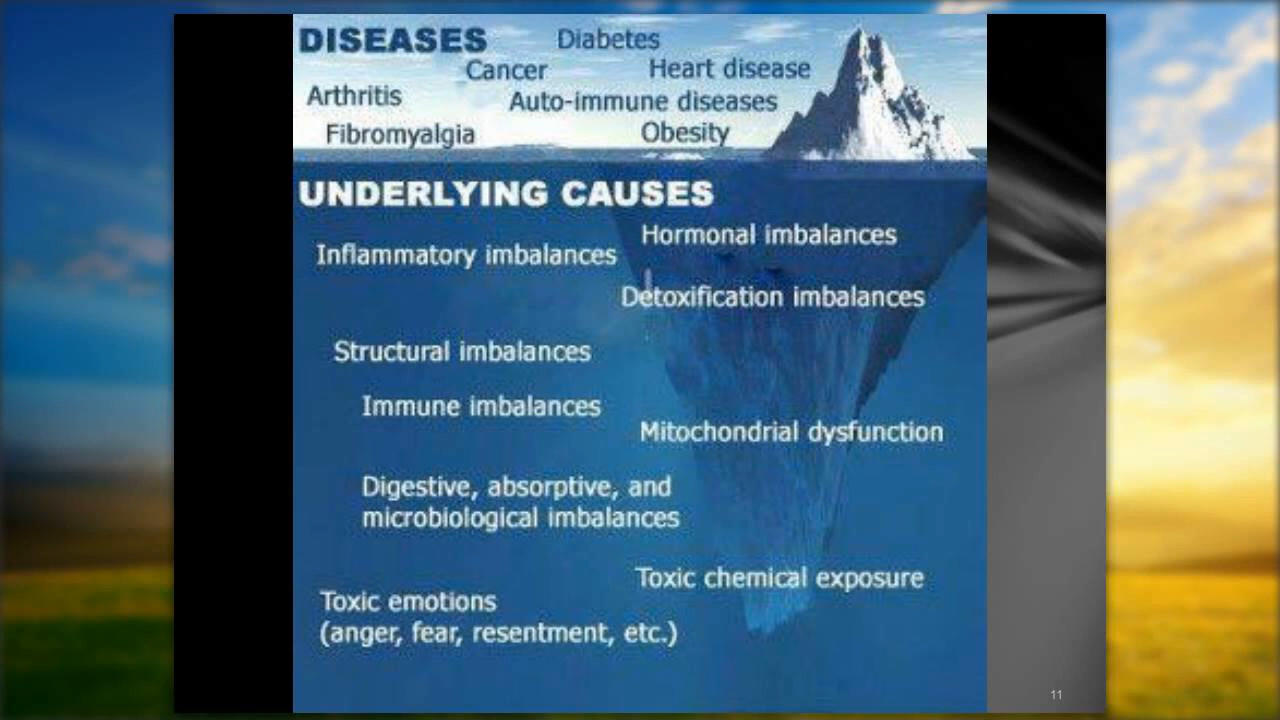 DISEASES
Diabetes
Cancer
Heart disease
Arthritis
Auto-immune diseases
Fibromyalgia
Obesity
UNDERLYING CAUSES
Hormonal imbalances
Inflammatory imbalances
Detoxification imbalances
Structural imbalances
Immune imbalances
Mitochondrial dysfunction
Digestive, absorptive, and
microbiological imbalances
Toxic chemical exposure
Toxic emotions
(anger, fear, resentment, etc.)
11